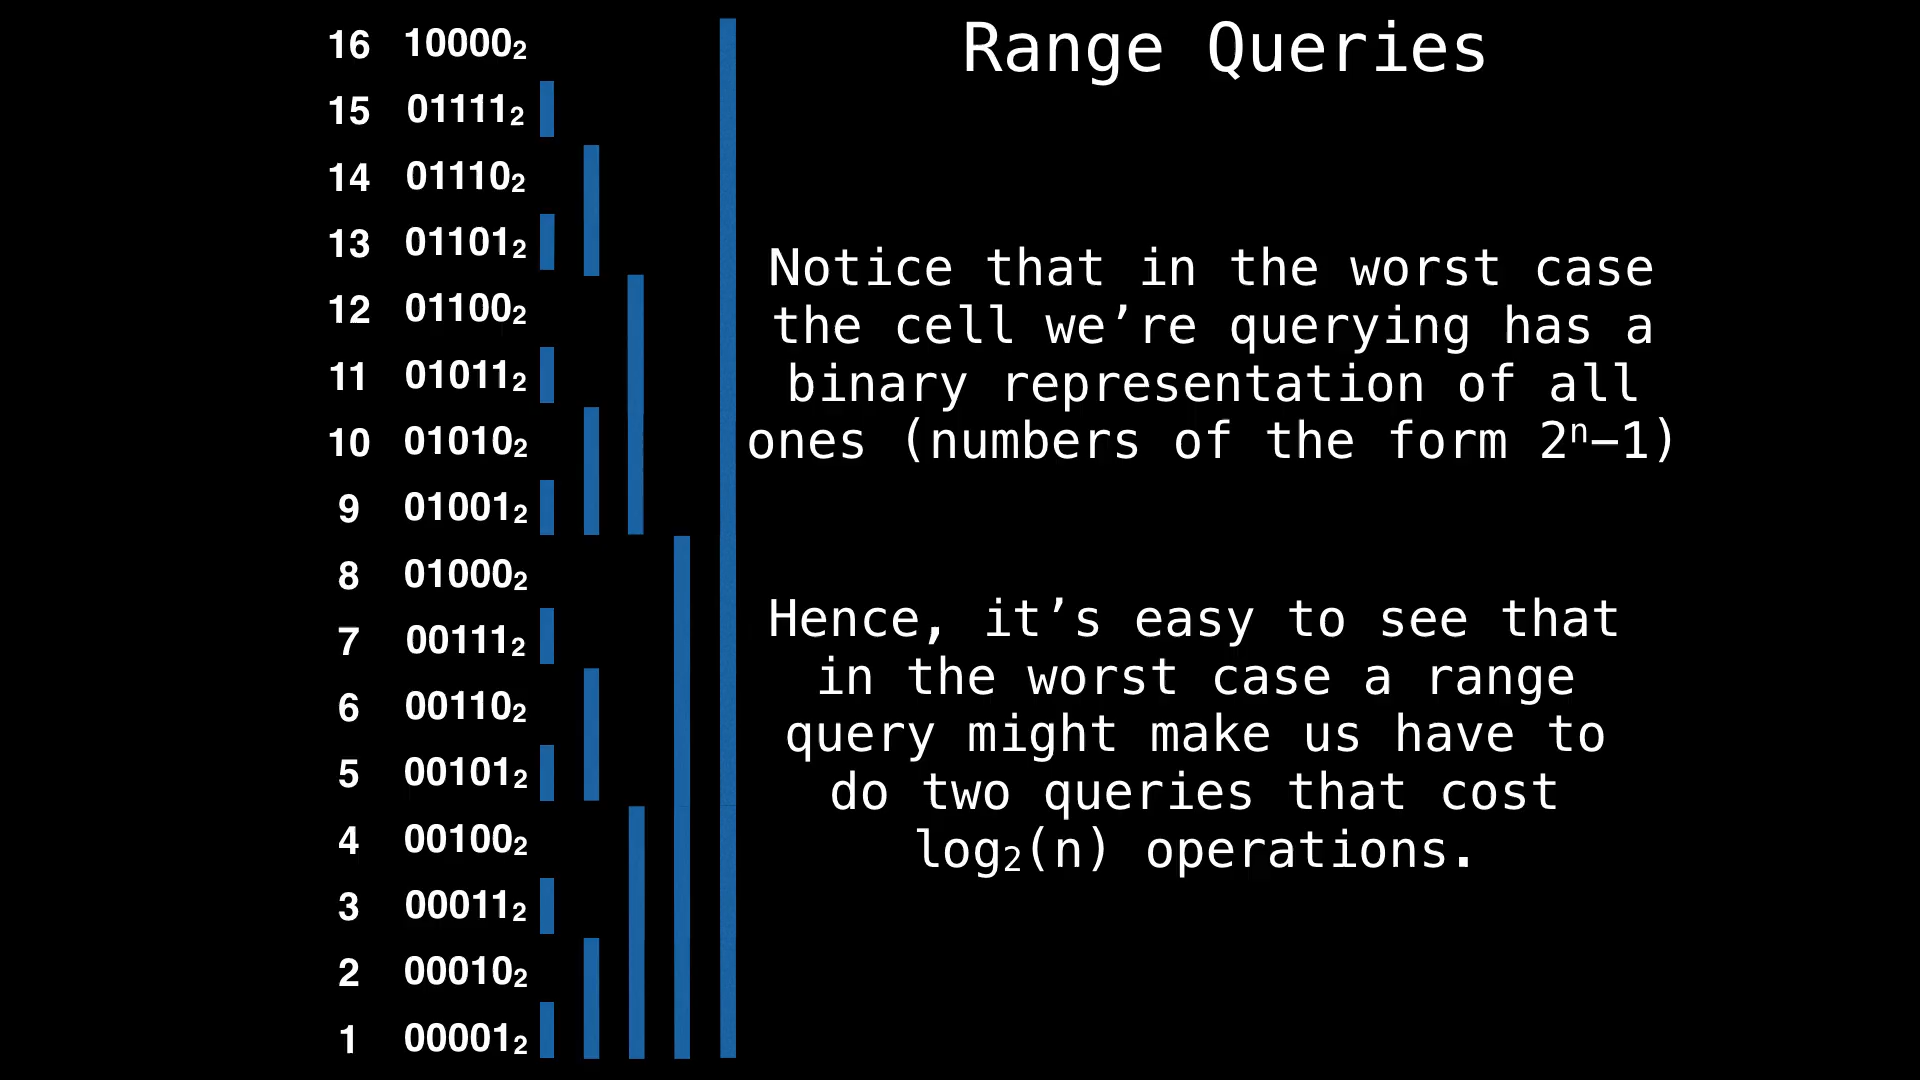 Range Queries
16 10000₂
15 01111₂
14 01110₂
13 01101₂
12 01100₂
11 01011₂
10 01010₂
9 01001₂
8 01000₂
7 00111₂
6 00110₂
5 00101₂
4 00100₂
3 00011₂
2 00010₂
1 00001₂
Notice that in the worst case
the cell we’re querying has a
binary representation of all
ones (numbers of the form 2ⁿ−1)
Hence, it’s easy to see that
in the worst case a range
query might make us have to
do two queries that cost
log₂(n) operations.